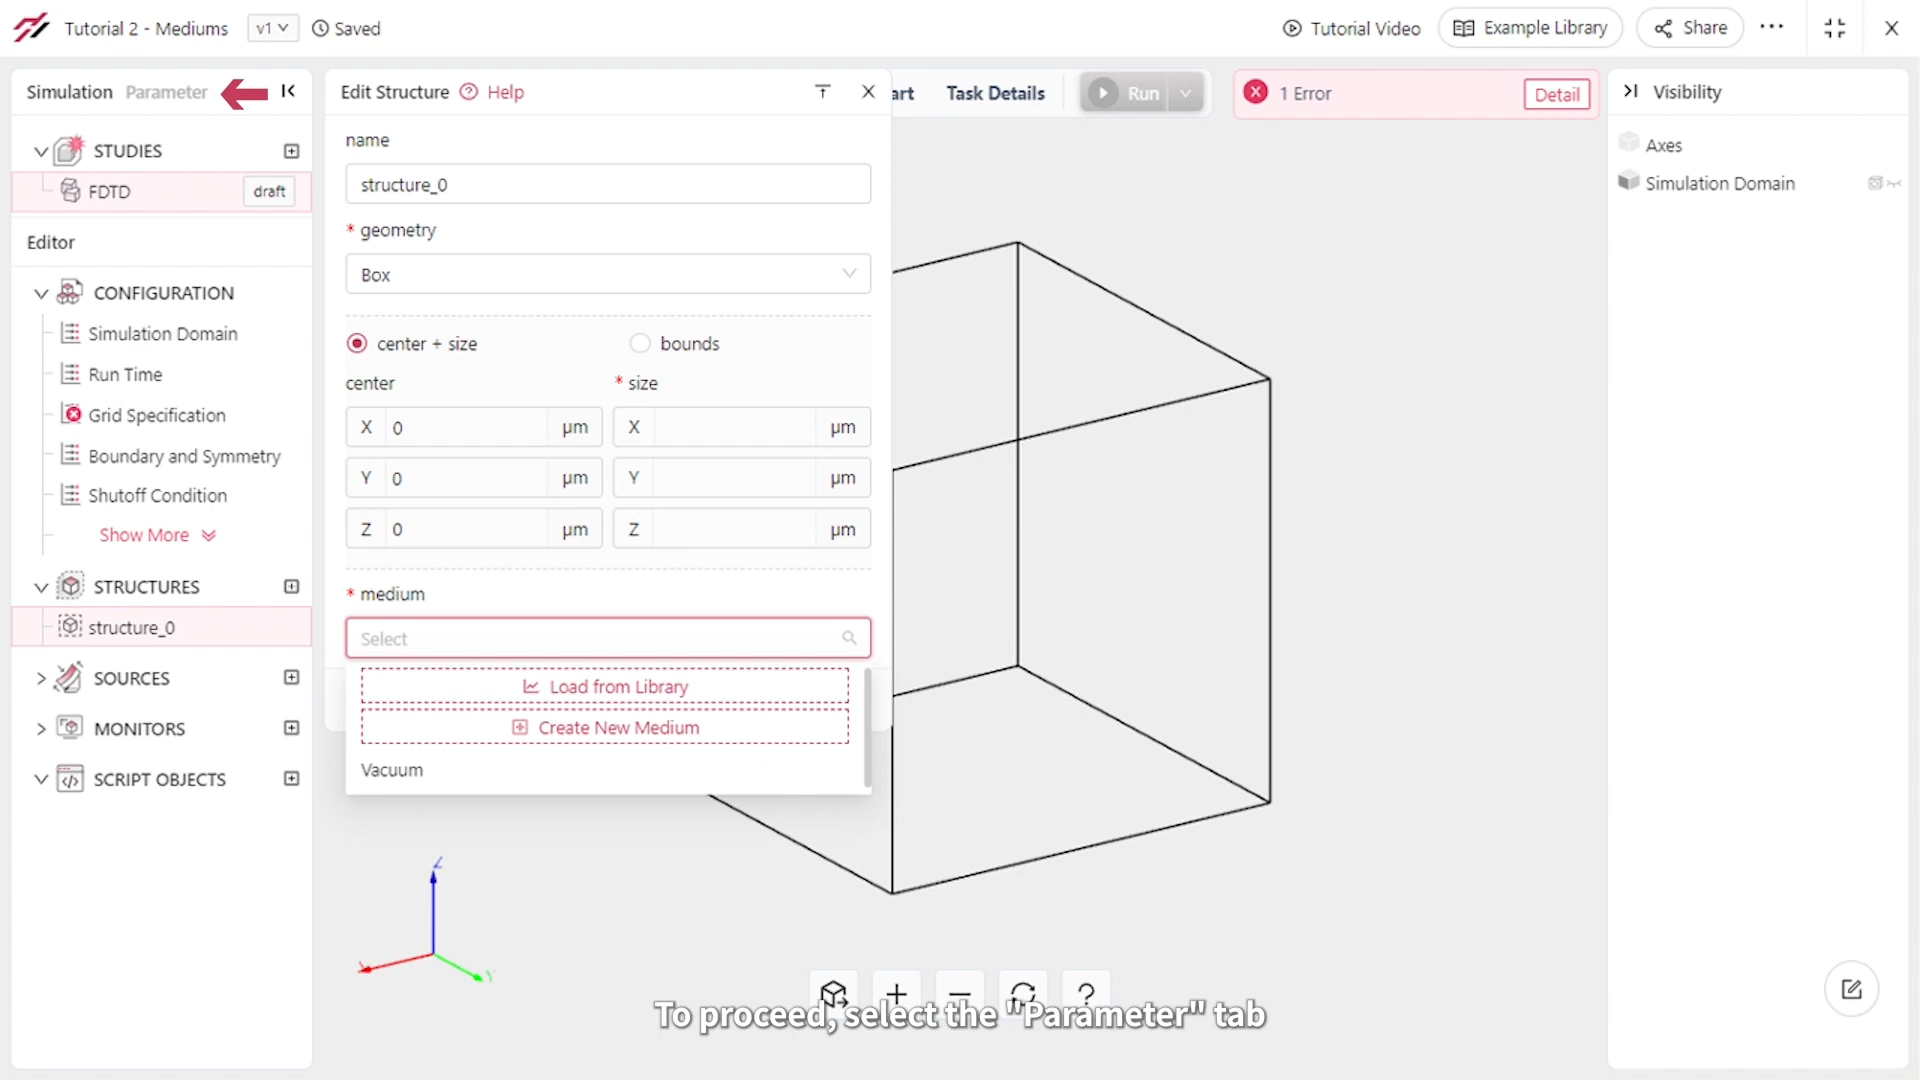 Tutorial 2 - Mediums
v1
Saved
Tutorial Video
Example Library
Share
Simulation
Parameter
STUDIES
FDTD
draft
Editor
CONFIGURATION
Simulation Domain
Run Time
Grid Specification
Boundary and Symmetry
Shutoff Condition
Show More
STRUCTURES
structure_0
SOURCES
MONITORS
SCRIPT OBJECTS
Edit Structure
Help
name
structure_0
* geometry
Box
center + size
bounds
center
* size
X 0 µm
X µm
Y 0 µm
Y µm
Z 0 µm
Z µm
* medium
Select
Load from Library
Create New Medium
Vacuum
art
Task Details
Run
1 Error
Detail
Visibility
Axes
Simulation Domain
Z
X
Y
To proceed, select the "Parameter" tab